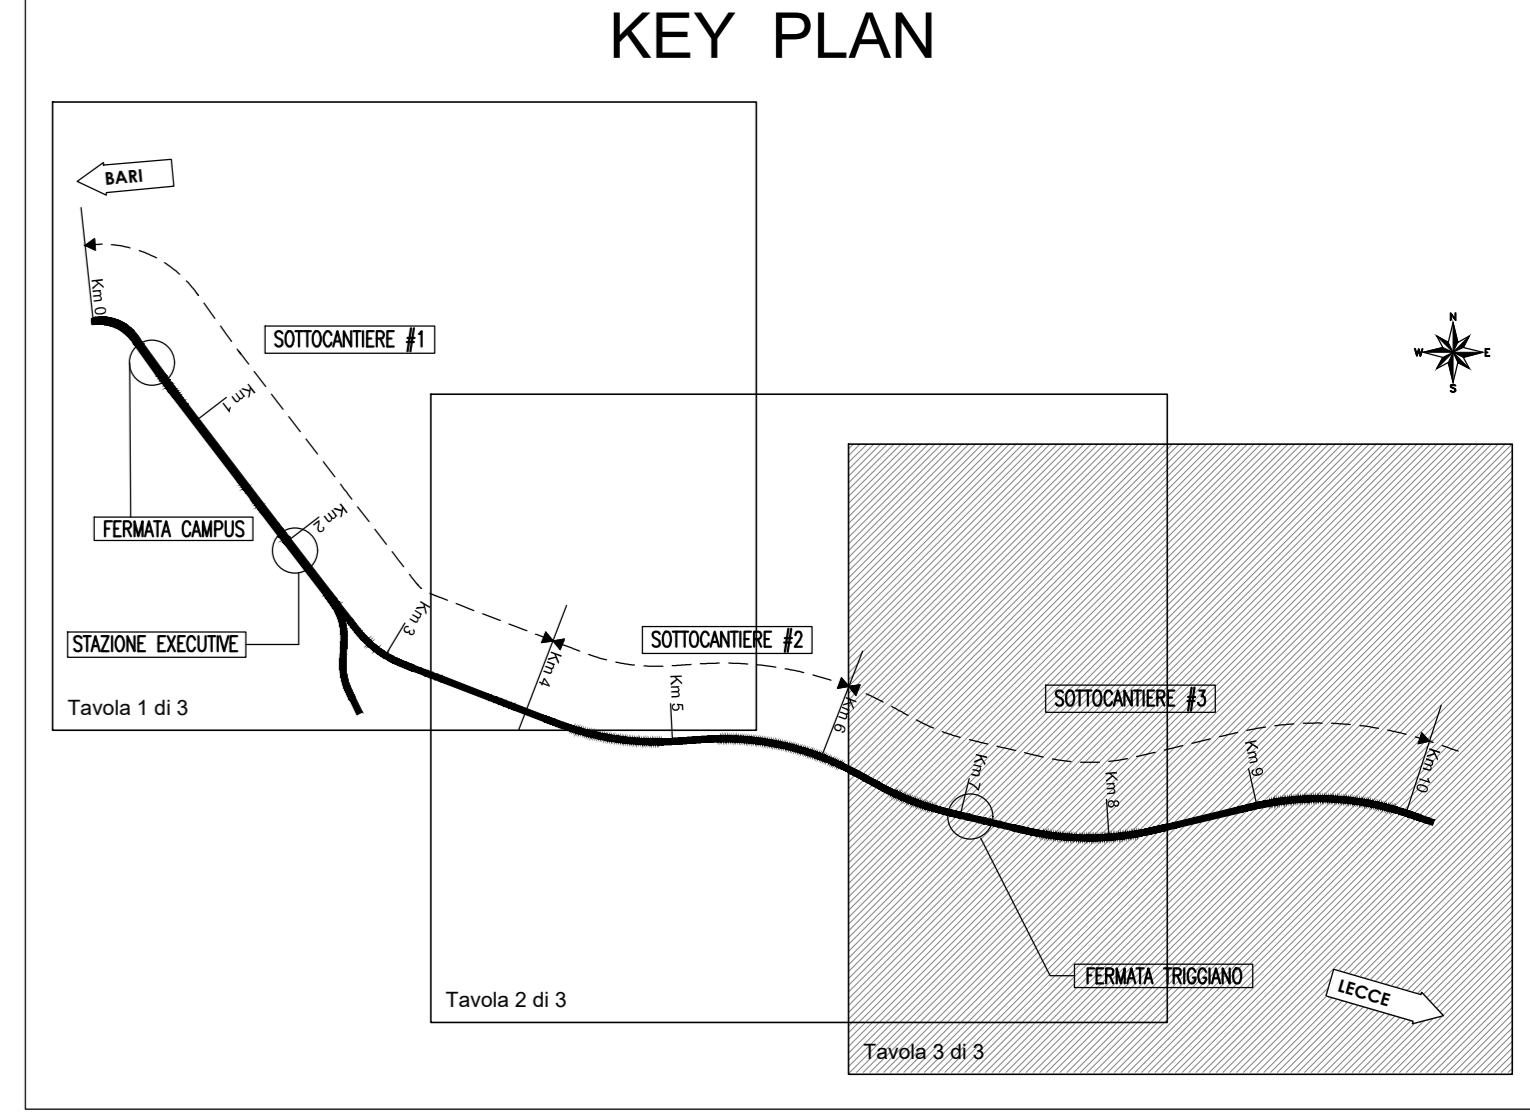 KEY PLAN
BARI
Km 0
SOTTOCANTIERE #1
Km 1
N
W
E
S
FERMATA CAMPUS
Km 2
STAZIONE EXECUTIVE
Km 3
SOTTOCANTIERE #2
Km 4
Km 5
Tavola 1 di 3
Km 6
SOTTOCANTIERE #3
Km 7
Km 8
Km 9
Km 10
FERMATA TRIGGIANO
LECCE
Tavola 2 di 3
Tavola 3 di 3